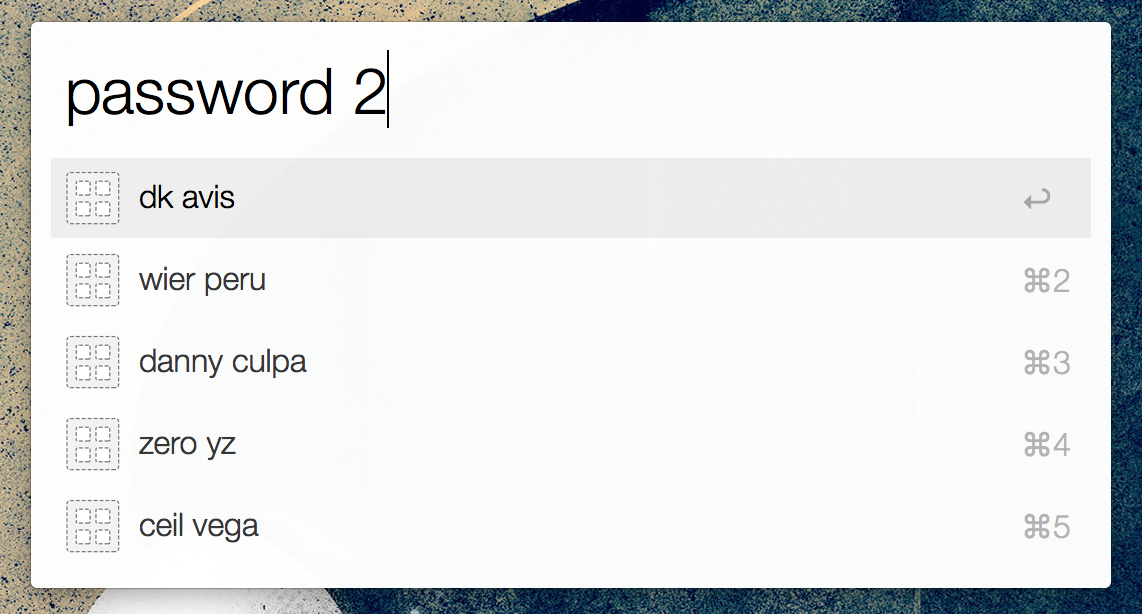 password 2
dk avis ↩
wier peru ⌘2
danny culpa ⌘3
zero yz ⌘4
ceil vega ⌘5